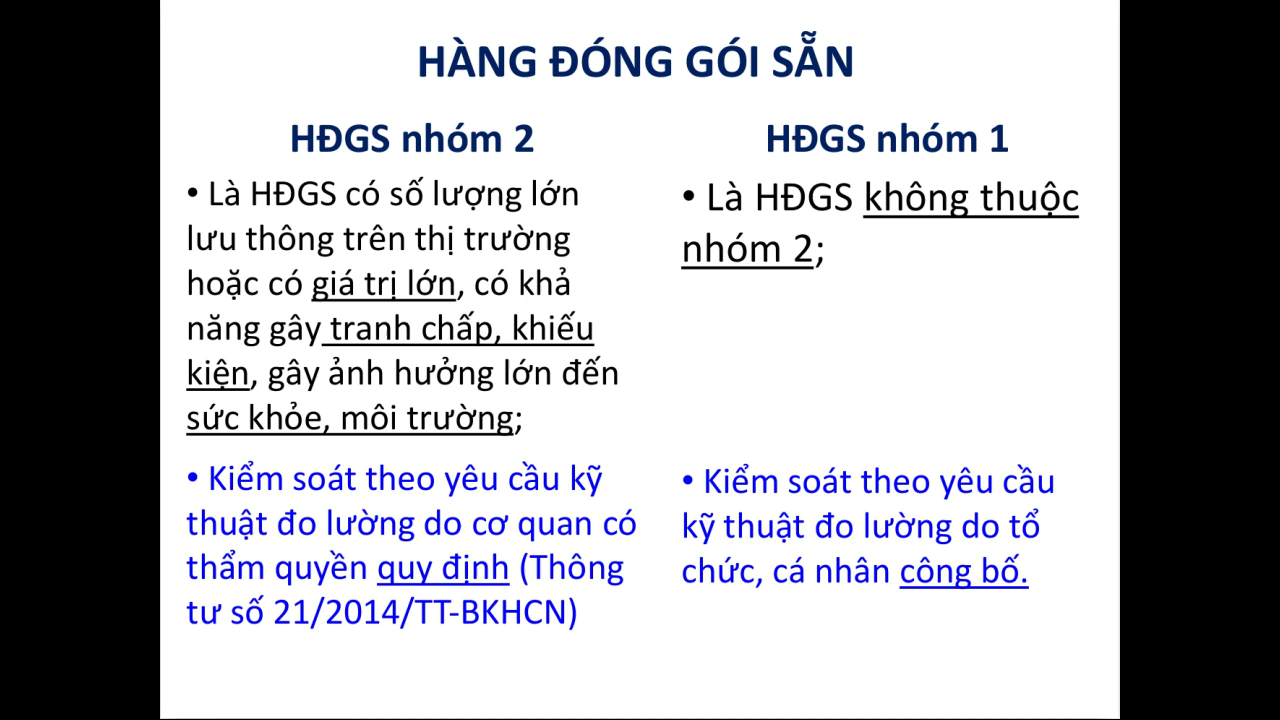 HÀNG ĐÓNG GÓI SẴN
HĐGS nhóm 2
• Là HĐGS có số lượng lớn
lưu thông trên thị trường
hoặc có giá trị lớn, có khả
năng gây tranh chấp, khiếu
kiện, gây ảnh hưởng lớn đến
sức khỏe, môi trường;
• Kiểm soát theo yêu cầu kỹ
thuật đo lường do cơ quan có
thẩm quyền quy định (Thông
tư số 21/2014/TT-BKHCN)
HĐGS nhóm 1
• Là HĐGS không thuộc
nhóm 2;
• Kiểm soát theo yêu cầu
kỹ thuật đo lường do tổ
chức, cá nhân công bố.